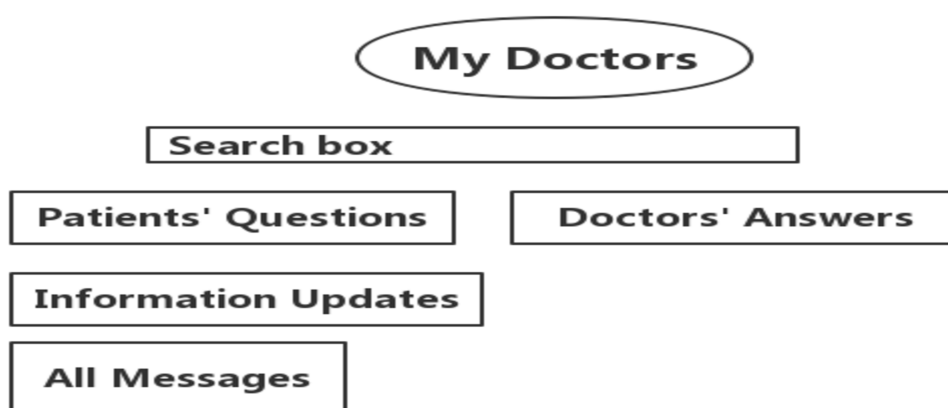 My Doctors
Search box
Patients' Questions
Doctors' Answers
Information Updates
All Messages